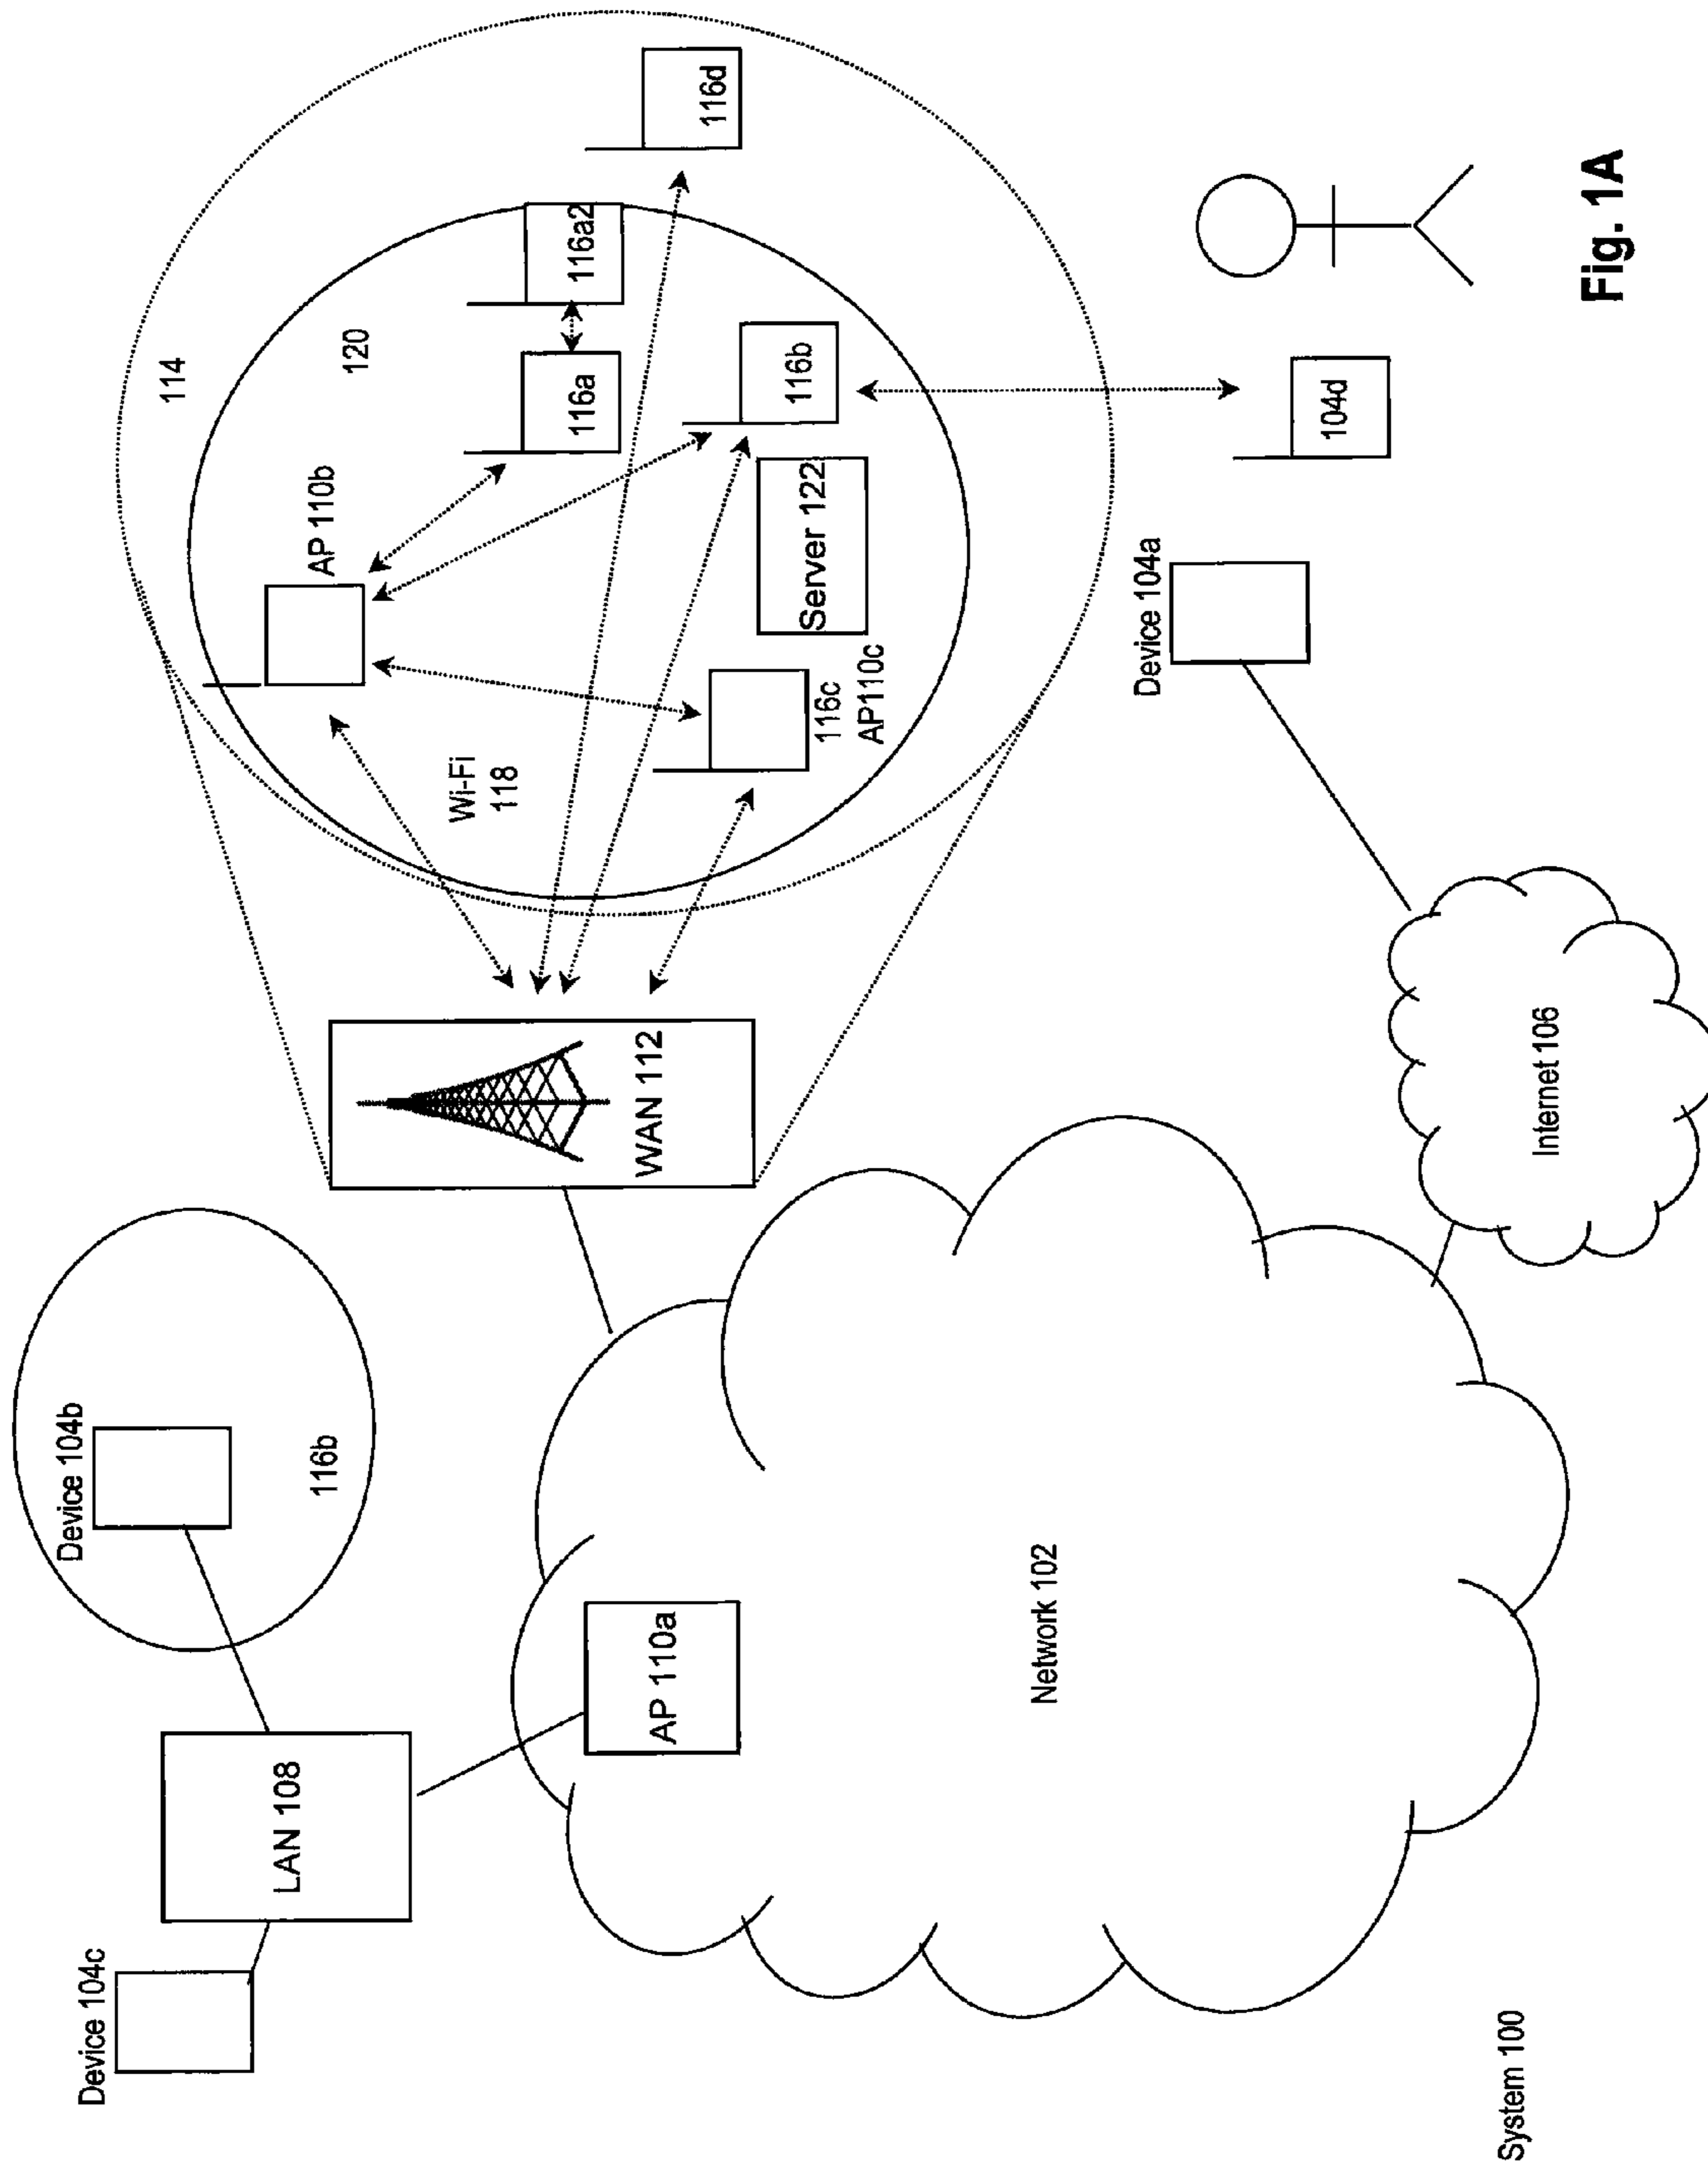 Device 104c
LAN 108
Device 104b
116b
AP 110a
Network 102
WAN 112
114
120
AP 110b
Wi-Fi
118
116a
116a2
116d
116b
Server 122
116c
AP110c
104d
Device 104a
Internet 106
System 100
Fig. 1A